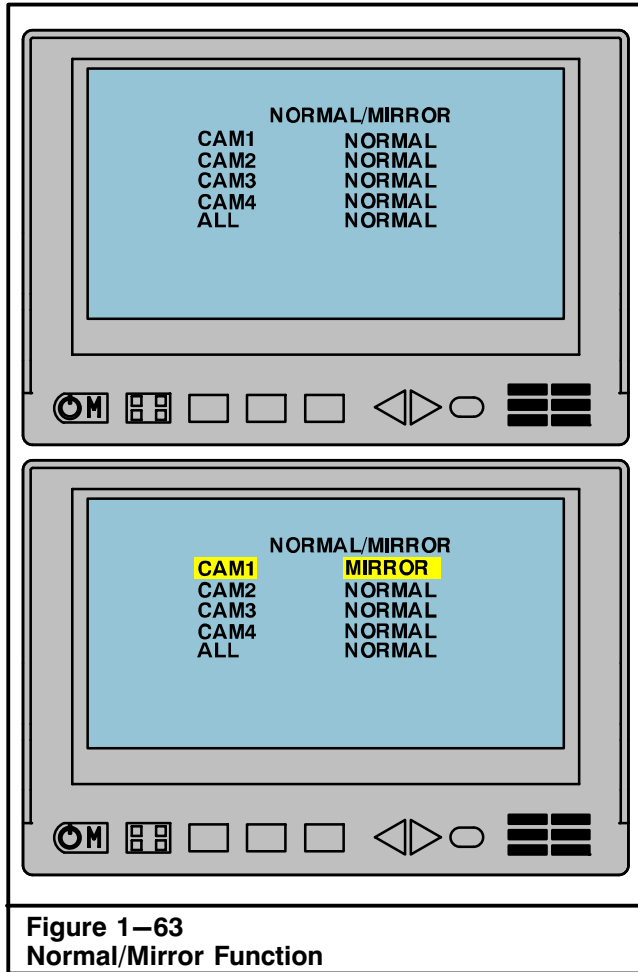 NORMAL/MIRROR
CAM1 NORMAL
CAM2 NORMAL
CAM3 NORMAL
CAM4 NORMAL
ALL NORMAL
M
NORMAL/MIRROR
CAM1 MIRROR
CAM2 NORMAL
CAM3 NORMAL
CAM4 NORMAL
ALL NORMAL
M
Figure 1–63
Normal/Mirror Function